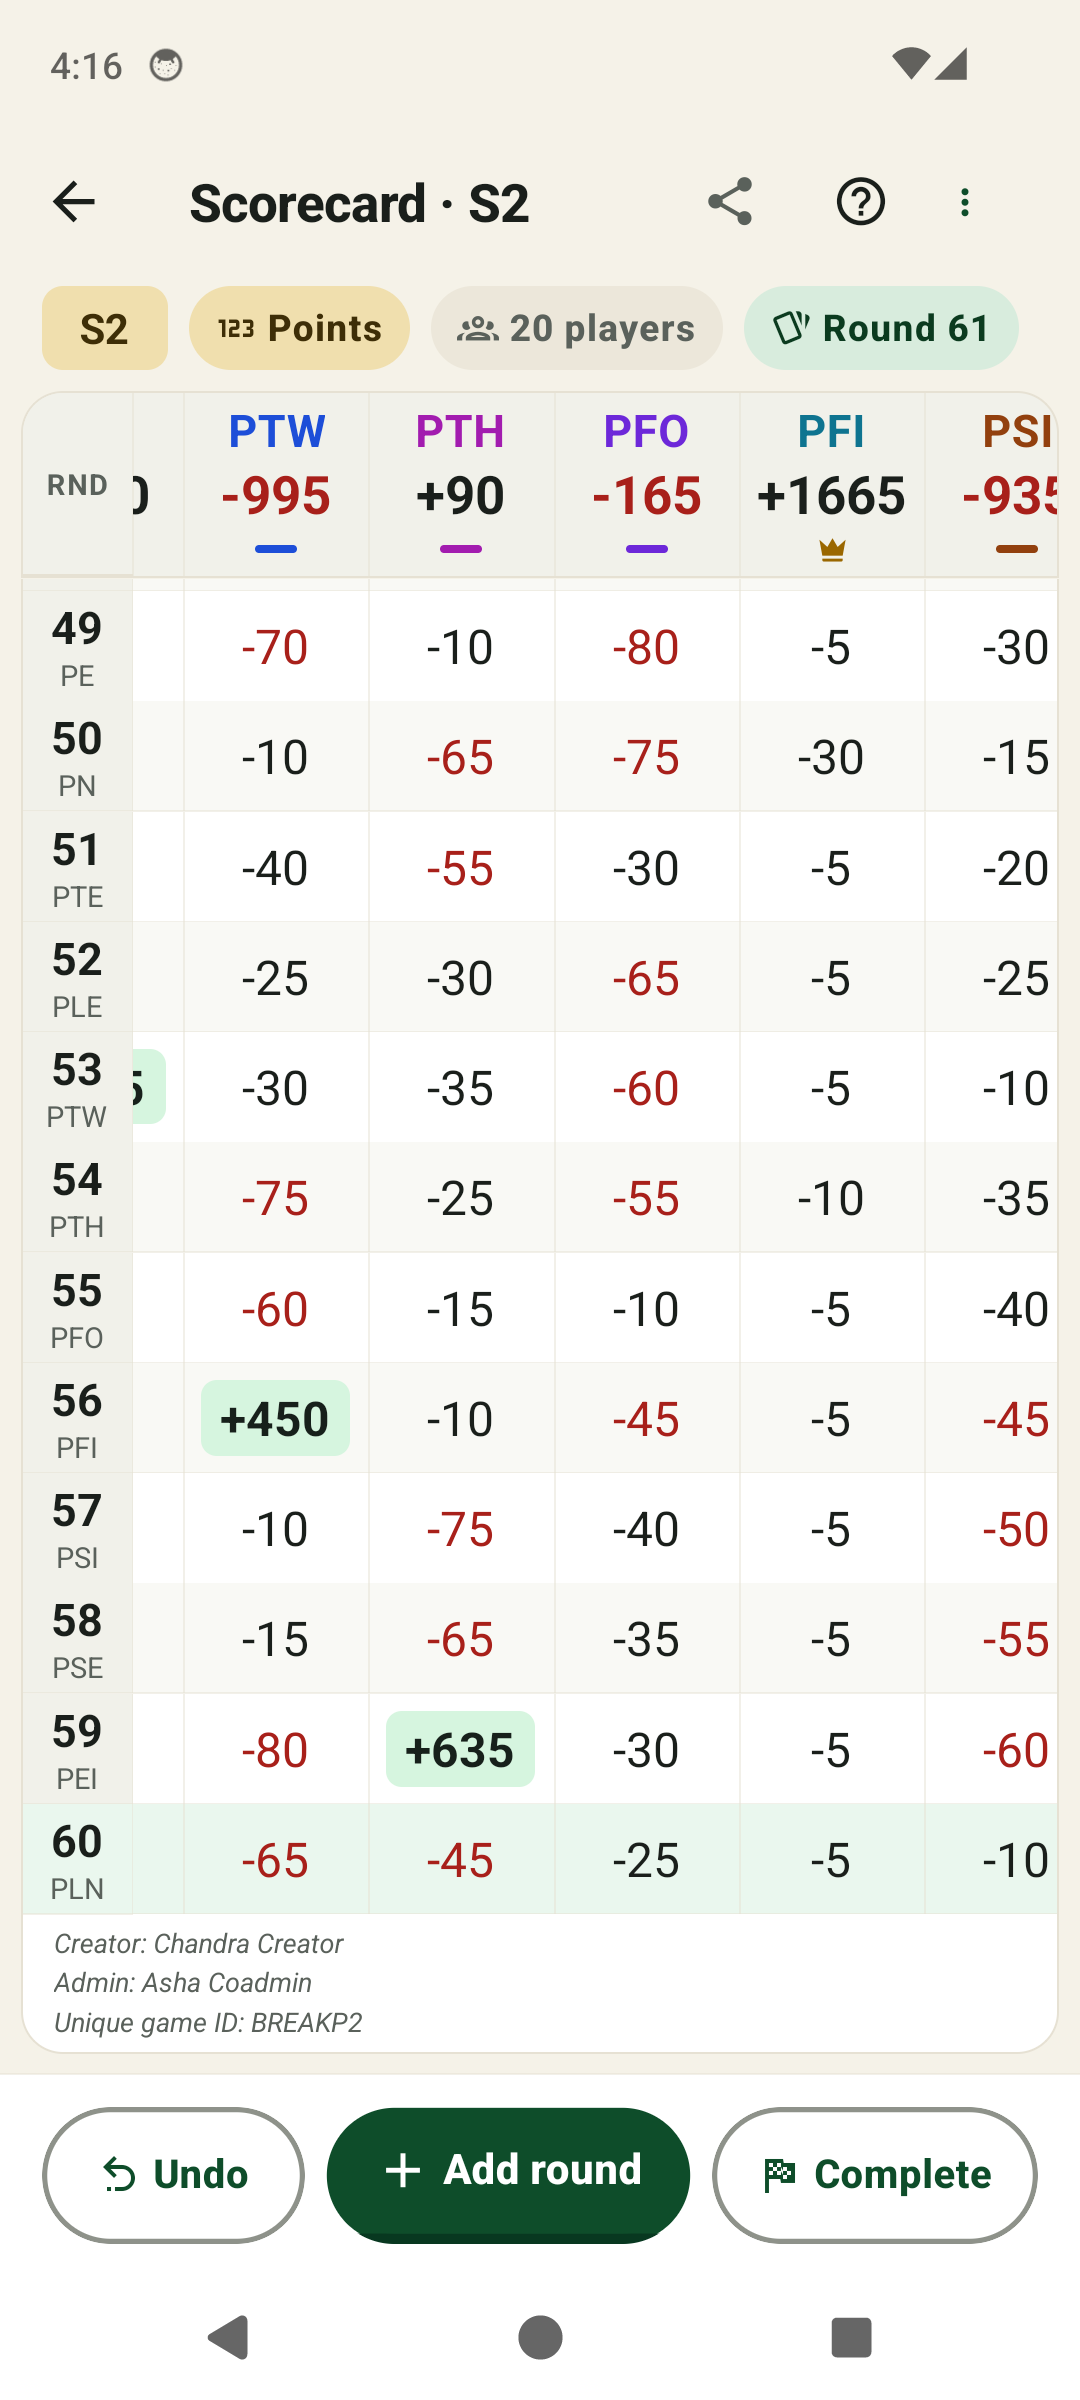 4:16
Scorecard · S2
S2 123 Points 20 players Round 61
RND PTW PTH PFO PFI PSI
0 -995 +90 -165 +1665 -935
49 -70 -10 -80 -5 -30
PE
50 -10 -65 -75 -30 -15
PN
51 -40 -55 -30 -5 -20
PTE
52 -25 -30 -65 -5 -25
PLE
53 5 -30 -35 -60 -5 -10
PTW
54 -75 -25 -55 -10 -35
PTH
55 -60 -15 -10 -5 -40
PFO
56 +450 -10 -45 -5 -45
PFI
57 -10 -75 -40 -5 -50
PSI
58 -15 -65 -35 -5 -55
PSE
59 -80 +635 -30 -5 -60
PEI
60 -65 -45 -25 -5 -10
PLN
Creator: Chandra Creator
Admin: Asha Coadmin
Unique game ID: BREAKP2
Undo Add round Complete